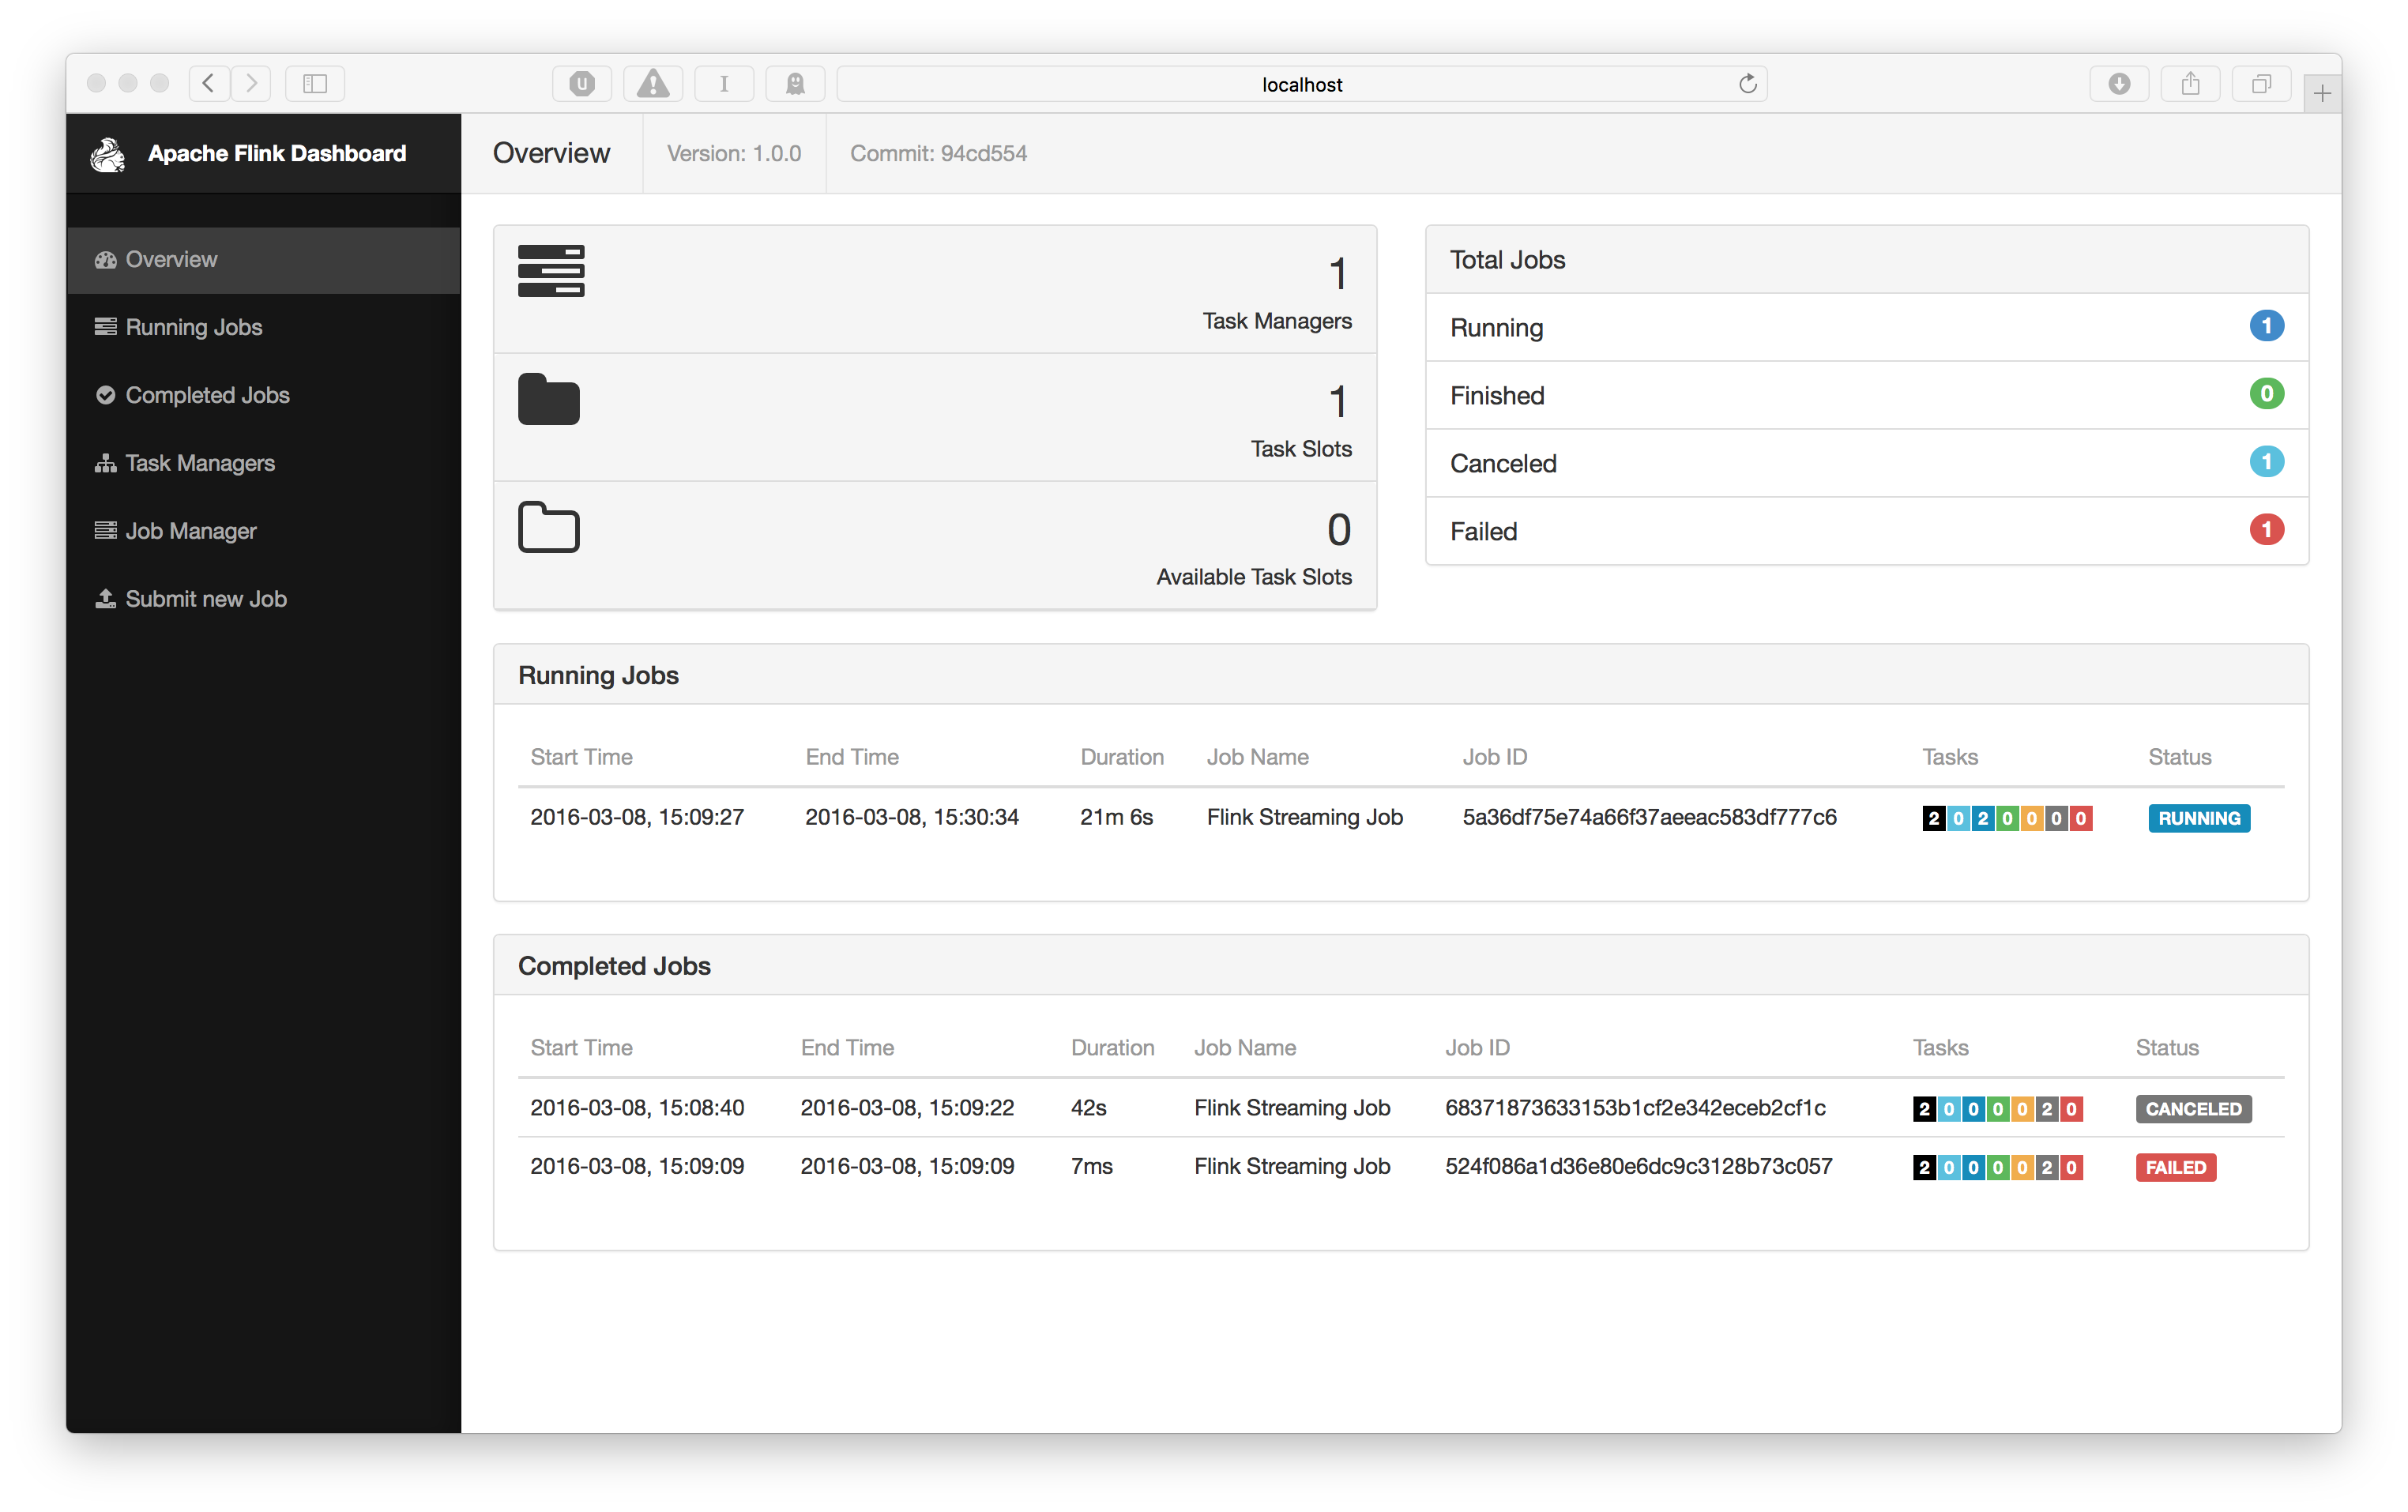 localhost
Apache Flink Dashboard
Overview
Version: 1.0.0
Commit: 94cd554
Overview
Running Jobs
Completed Jobs
Task Managers
Job Manager
Submit new Job
1
Task Managers
1
Task Slots
0
Available Task Slots
Total Jobs
Running 1
Finished 0
Canceled 1
Failed 1
Running Jobs
Start Time End Time Duration Job Name Job ID Tasks Status
2016-03-08, 15:09:27 2016-03-08, 15:30:34 21m 6s Flink Streaming Job 5a36df75e74a66f37aeeac583df777c6 2 0 2 0 0 0 0 RUNNING
Completed Jobs
Start Time End Time Duration Job Name Job ID Tasks Status
2016-03-08, 15:08:40 2016-03-08, 15:09:22 42s Flink Streaming Job 68371873633153b1cf2e342eceb2cf1c 2 0 0 0 0 2 0 CANCELED
2016-03-08, 15:09:09 2016-03-08, 15:09:09 7ms Flink Streaming Job 524f086a1d36e80e6dc9c3128b73c057 2 0 0 0 0 2 0 FAILED